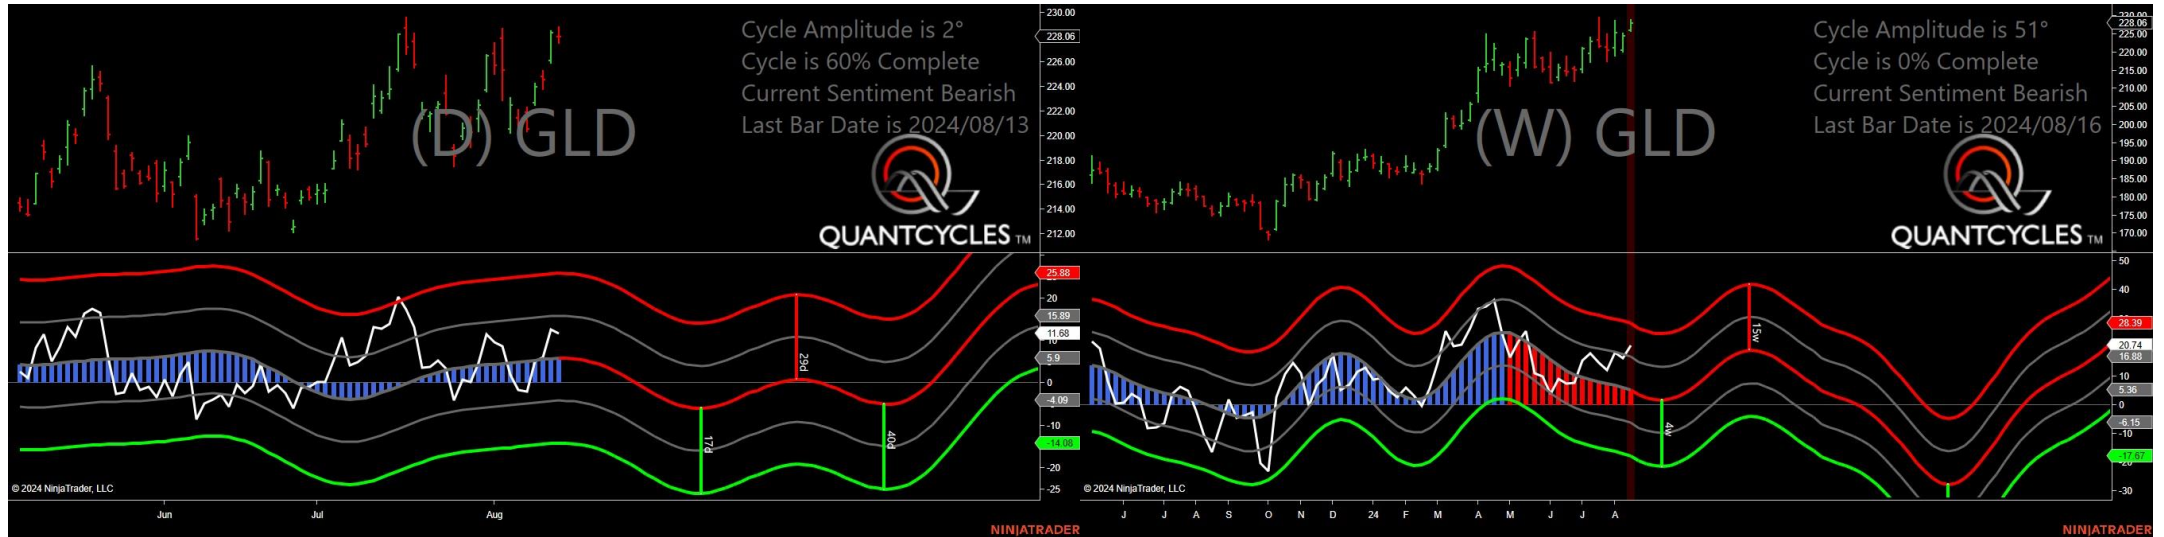 Cycle Amplitude is 2°
Cycle is 60% Complete
Current Sentiment Bearish
Last Bar Date is 2024/08/13
(D) GLD
QUANTCYCLES TM
230.00
228.06
226.00
224.00
222.00
220.00
218.00
216.00
214.00
212.00
25.88
20
15.89
11.68
10
5.9
0
-4.09
-10
-14.08
-20
-25
17d
29d
40d
© 2024 NinjaTrader, LLC
Jun
Jul
Aug
NINJATRADER
Cycle Amplitude is 51°
Cycle is 0% Complete
Current Sentiment Bearish
Last Bar Date is 2024/08/16
(W) GLD
QUANTCYCLES TM
230.00
228.06
225.00
220.00
215.00
210.00
205.00
200.00
195.00
190.00
185.00
180.00
175.00
170.00
50
40
28.39
20.74
16.88
10
5.36
0
-6.15
-10
-17.67
-30
4w
15w
© 2024 NinjaTrader, LLC
J
J
A
S
O
N
D
24
F
M
A
M
J
J
A
NINJATRADER